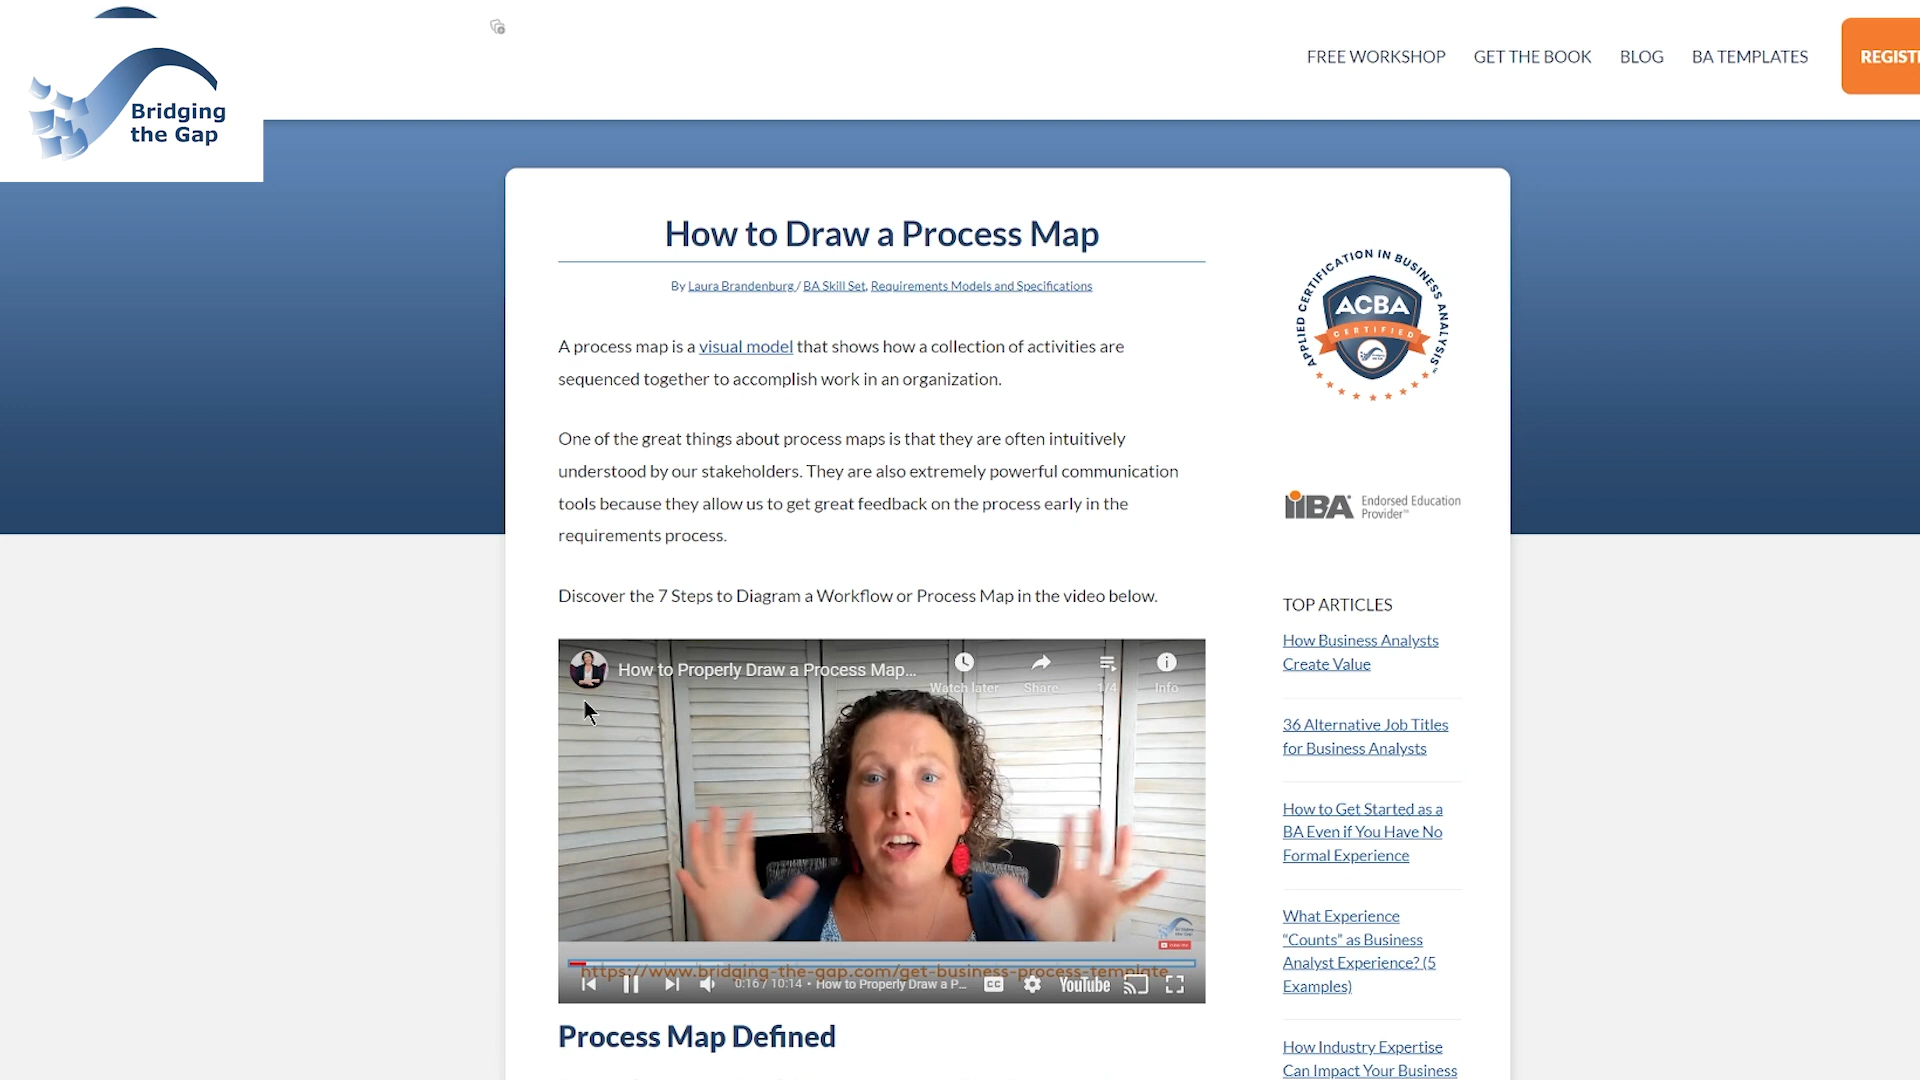 Bridging
the Gap
FREE WORKSHOP
GET THE BOOK
BLOG
BA TEMPLATES
REGIST
How to Draw a Process Map
By Laura Brandenburg / BA Skill Set, Requirements Models and Specifications
A process map is a visual model that shows how a collection of activities are
sequenced together to accomplish work in an organization.
One of the great things about process maps is that they are often intuitively
understood by our stakeholders. They are also extremely powerful communication
tools because they allow us to get great feedback on the process early in the
requirements process.
Discover the 7 Steps to Diagram a Workflow or Process Map in the video below.
How to Properly Draw a Process Map...
Watch later
Share
1/4
Info
https://www.bridging-the-gap.com/get-business-process-template
0:16 / 10:14 • How to Properly Draw a P...
CC
YouTube
Process Map Defined
APPLIED CERTIFICATION IN BUSINESS ANALYSIS™
ACBA
CERTIFIED
iiBA
Endorsed Education
Provider™
TOP ARTICLES
How Business Analysts
Create Value
36 Alternative Job Titles
for Business Analysts
How to Get Started as a
BA Even if You Have No
Formal Experience
What Experience
“Counts” as Business
Analyst Experience? (5
Examples)
How Industry Expertise
Can Impact Your Business